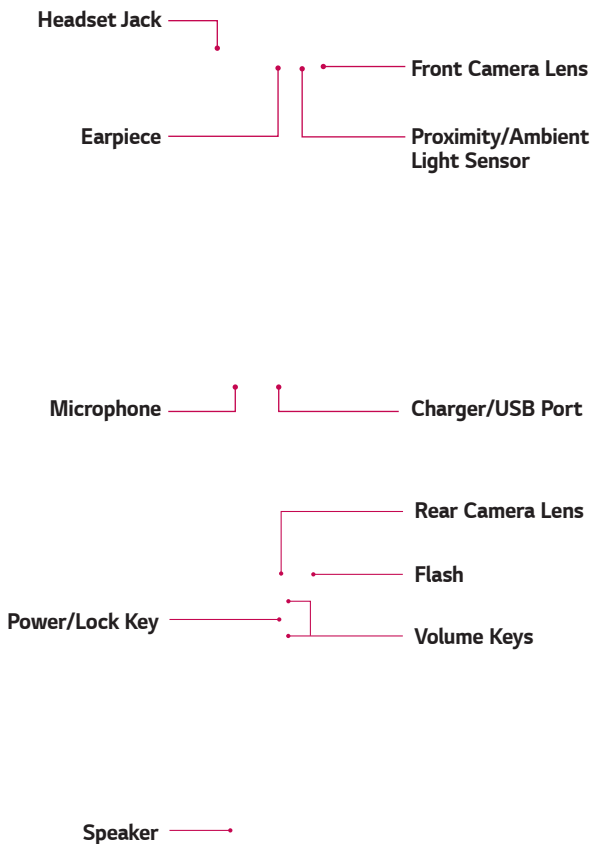 Headset Jack
Front Camera Lens
Earpiece
Proximity/Ambient
Light Sensor
Microphone
Charger/USB Port
Rear Camera Lens
Flash
Power/Lock Key
Volume Keys
Speaker